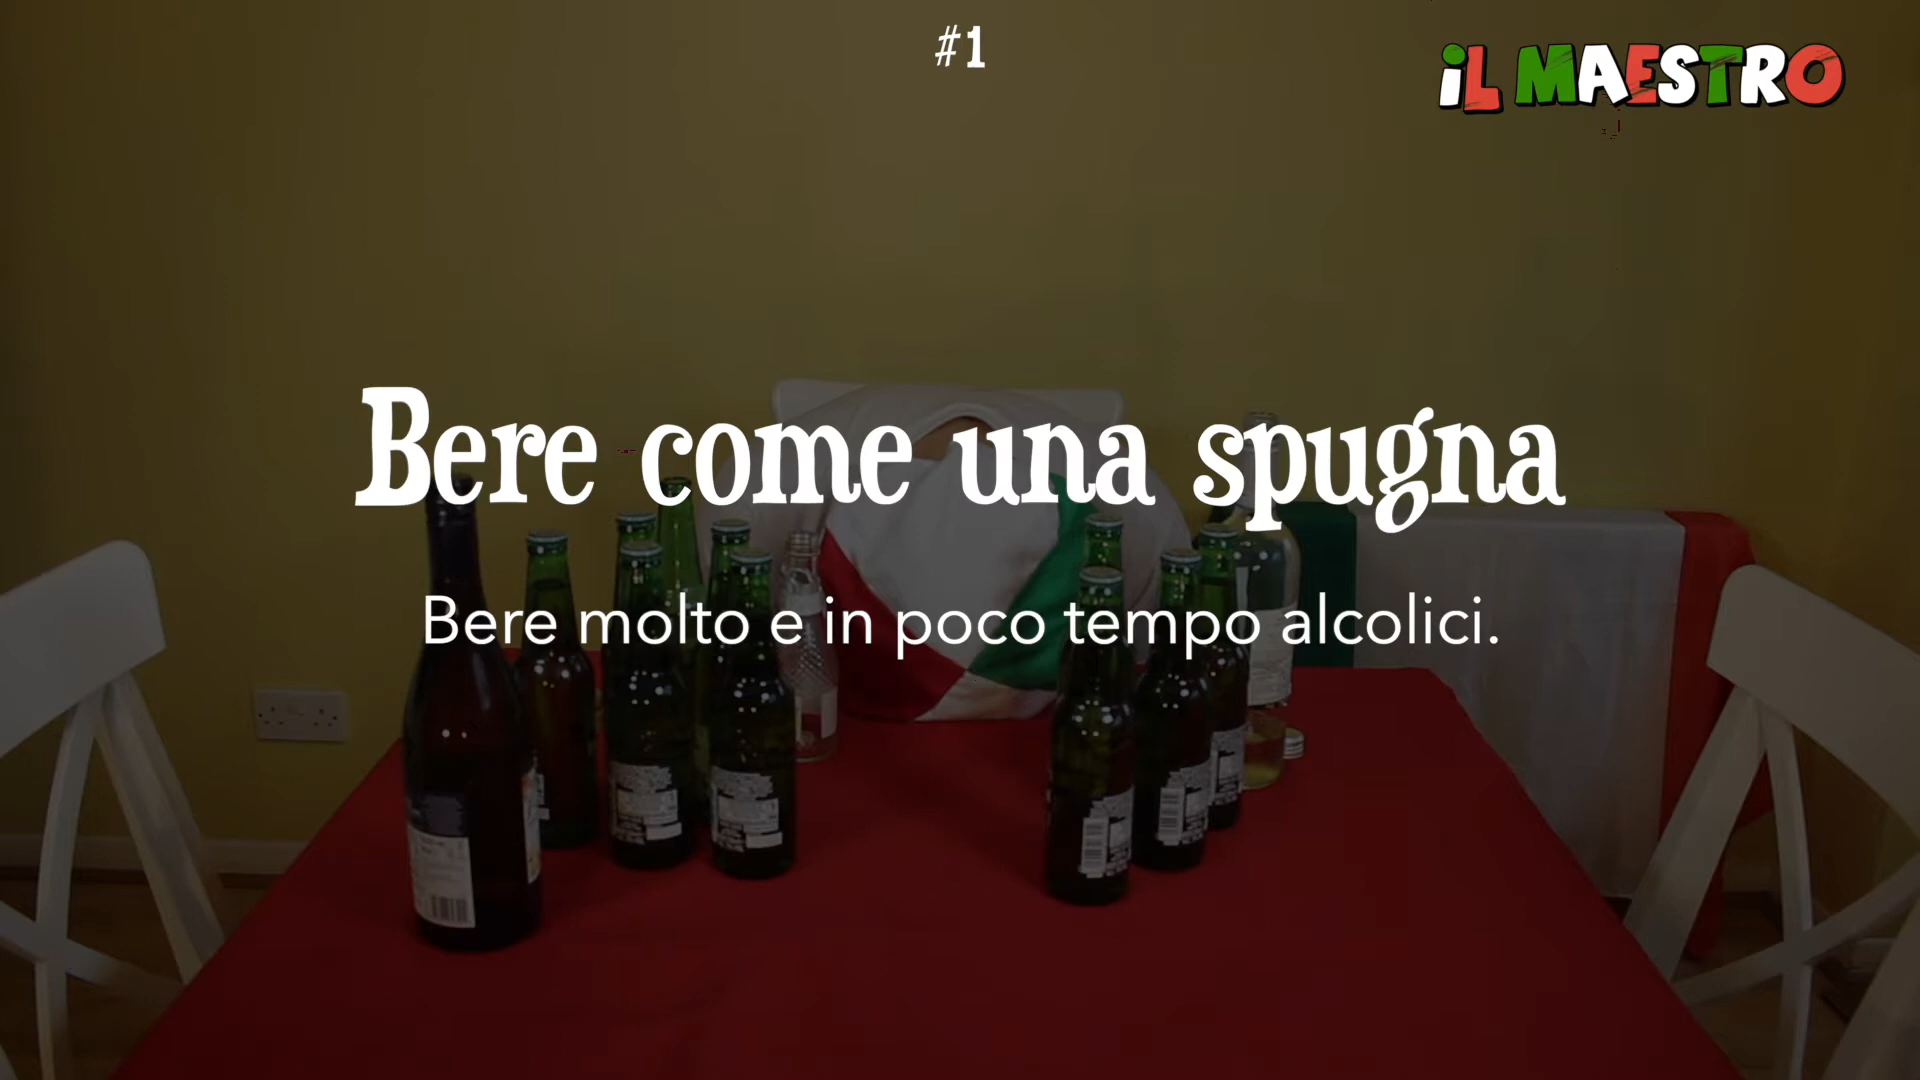 #1
iL MAESTRO
Bere come una spugna
Bere molto e in poco tempo alcolici.